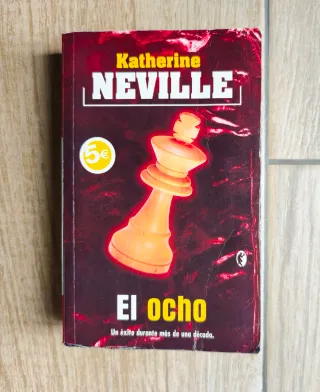 Katherine
NEVILLE
5€
El ocho
Un éxito durante más de una década.